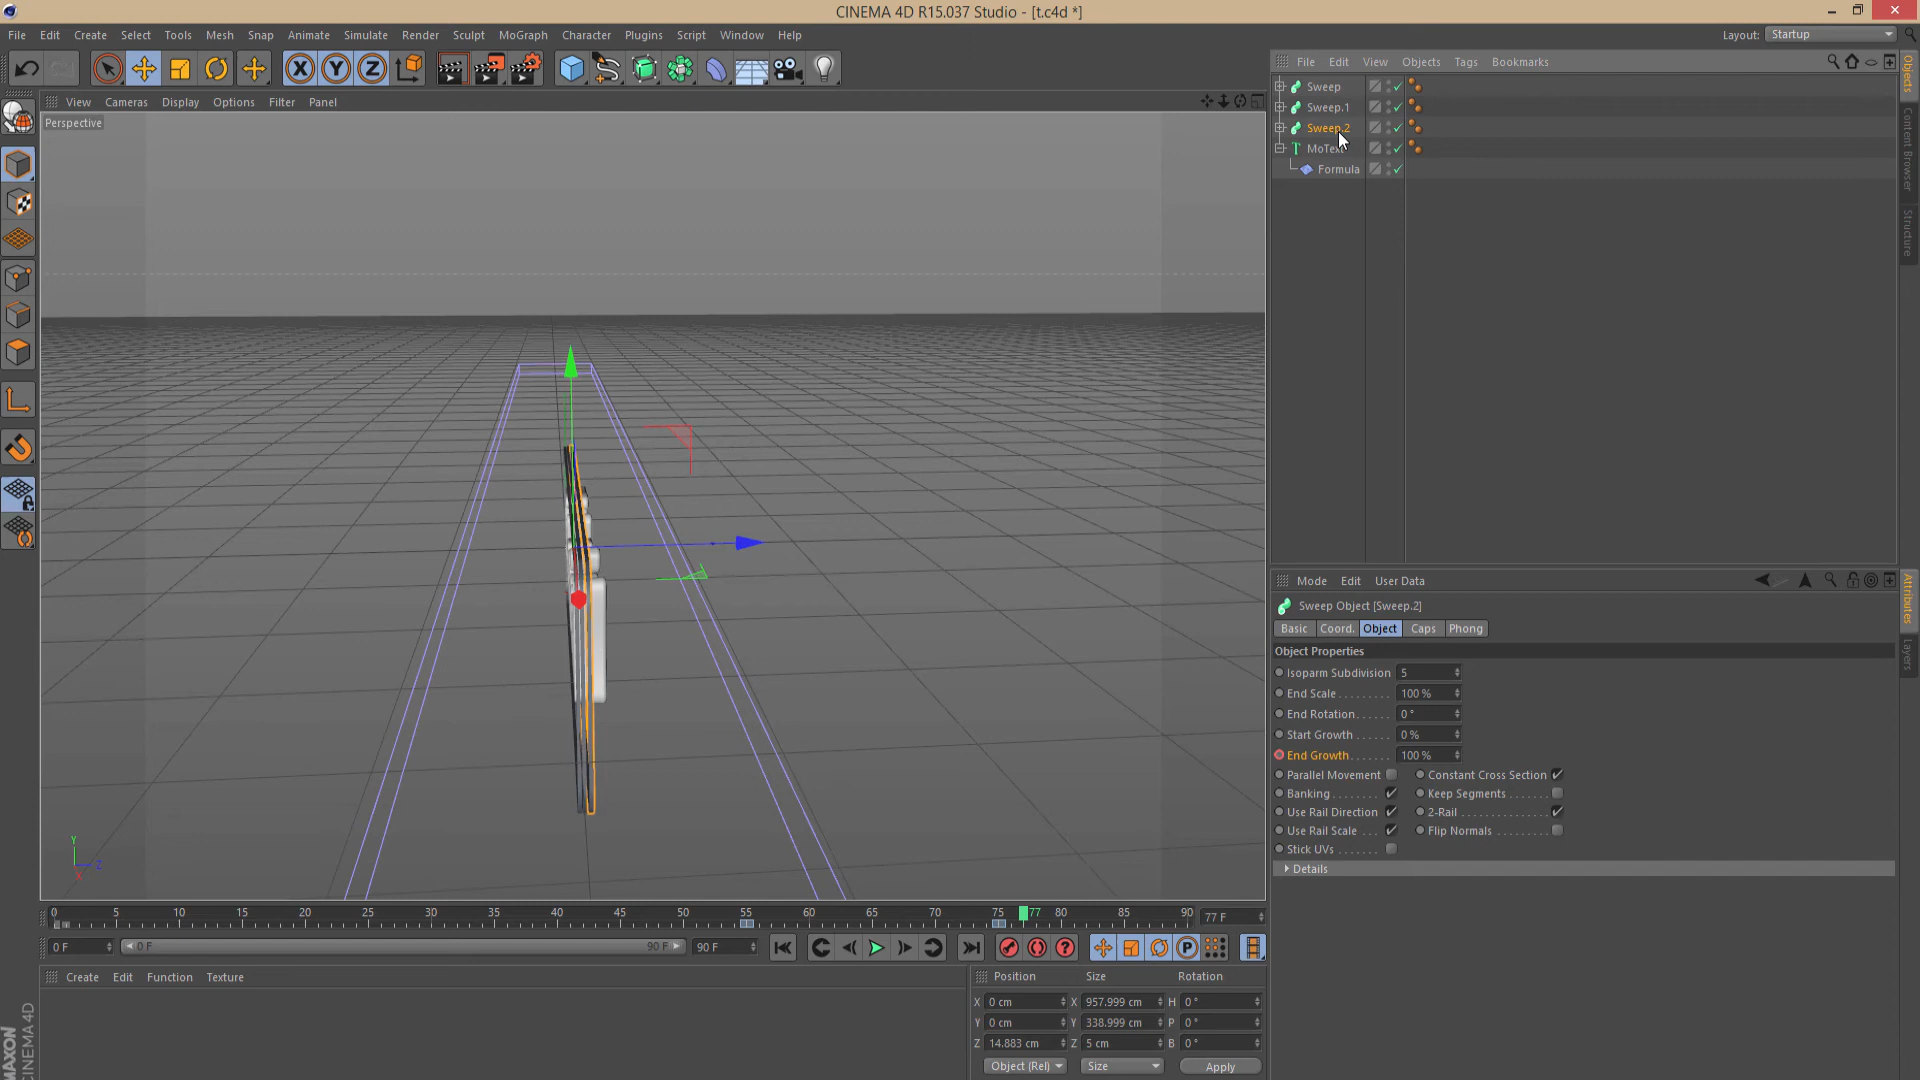 CINEMA 4D R15.037 Studio - [t.c4d *]
File Edit Create Select Tools Mesh Snap Animate Simulate Render Sculpt MoGraph Character Plugins Script Window Help
Layout: Startup
X Y Z
View Cameras Display Options Filter Panel
Perspective
File Edit View Objects Tags Bookmarks
Sweep
Sweep.1
Sweep.2
MoText
Formula
Objects
Content Browser
Structure
Mode Edit User Data
Sweep Object [Sweep.2]
Basic Coord. Object Caps Phong
Object Properties
Isoparm Subdivision 5
End Scale 100 %
End Rotation 0 °
Start Growth 0 %
End Growth 100 %
Parallel Movement Constant Cross Section
Banking Keep Segments
Use Rail Direction 2-Rail
Use Rail Scale Flip Normals
Stick UVs
Details
Attributes
Layers
Y
Z
X
0 5 10 15 20 25 30 35 40 45 50 55 60 65 70 75 77 80 85 90 77 F
0 F 0 F 90 F 90 F
Create Edit Function Texture
Position Size Rotation
X 0 cm X 957.999 cm H 0 °
Y 0 cm Y 338.999 cm P 0 °
Z 14.883 cm Z 5 cm B 0 °
Object (Rel) Size Apply
MAXON
CINEMA 4D